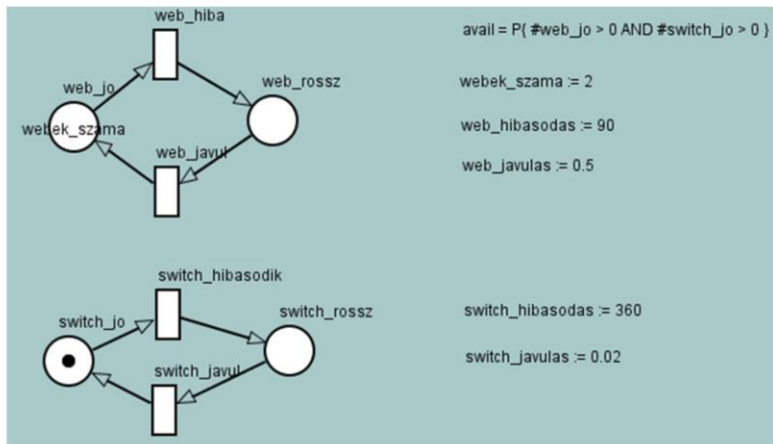 web_hiba
avail = P{ #web_jo > 0 AND #switch_jo > 0 }
web_jo
web_rossz
webek_szama := 2
webek_szama
web_hibasodas := 90
web_javul
web_javulas := 0.5
switch_hibasodik
switch_jo
switch_rossz
switch_hibasodas := 360
switch_javul
switch_javulas := 0.02